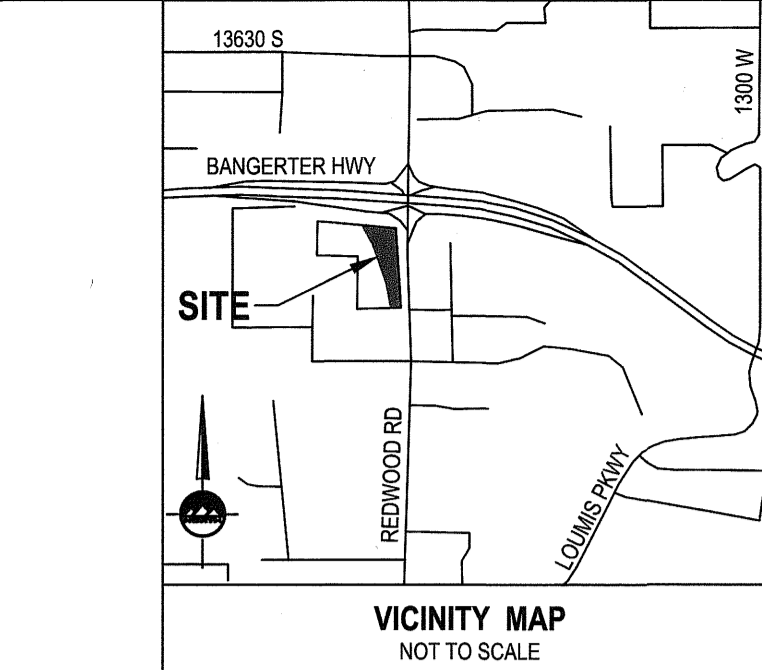 13630 S
1300 W
BANGERTER HWY
SITE
REDWOOD RD
LOUMIS PKWY
VICINITY MAP
NOT TO SCALE